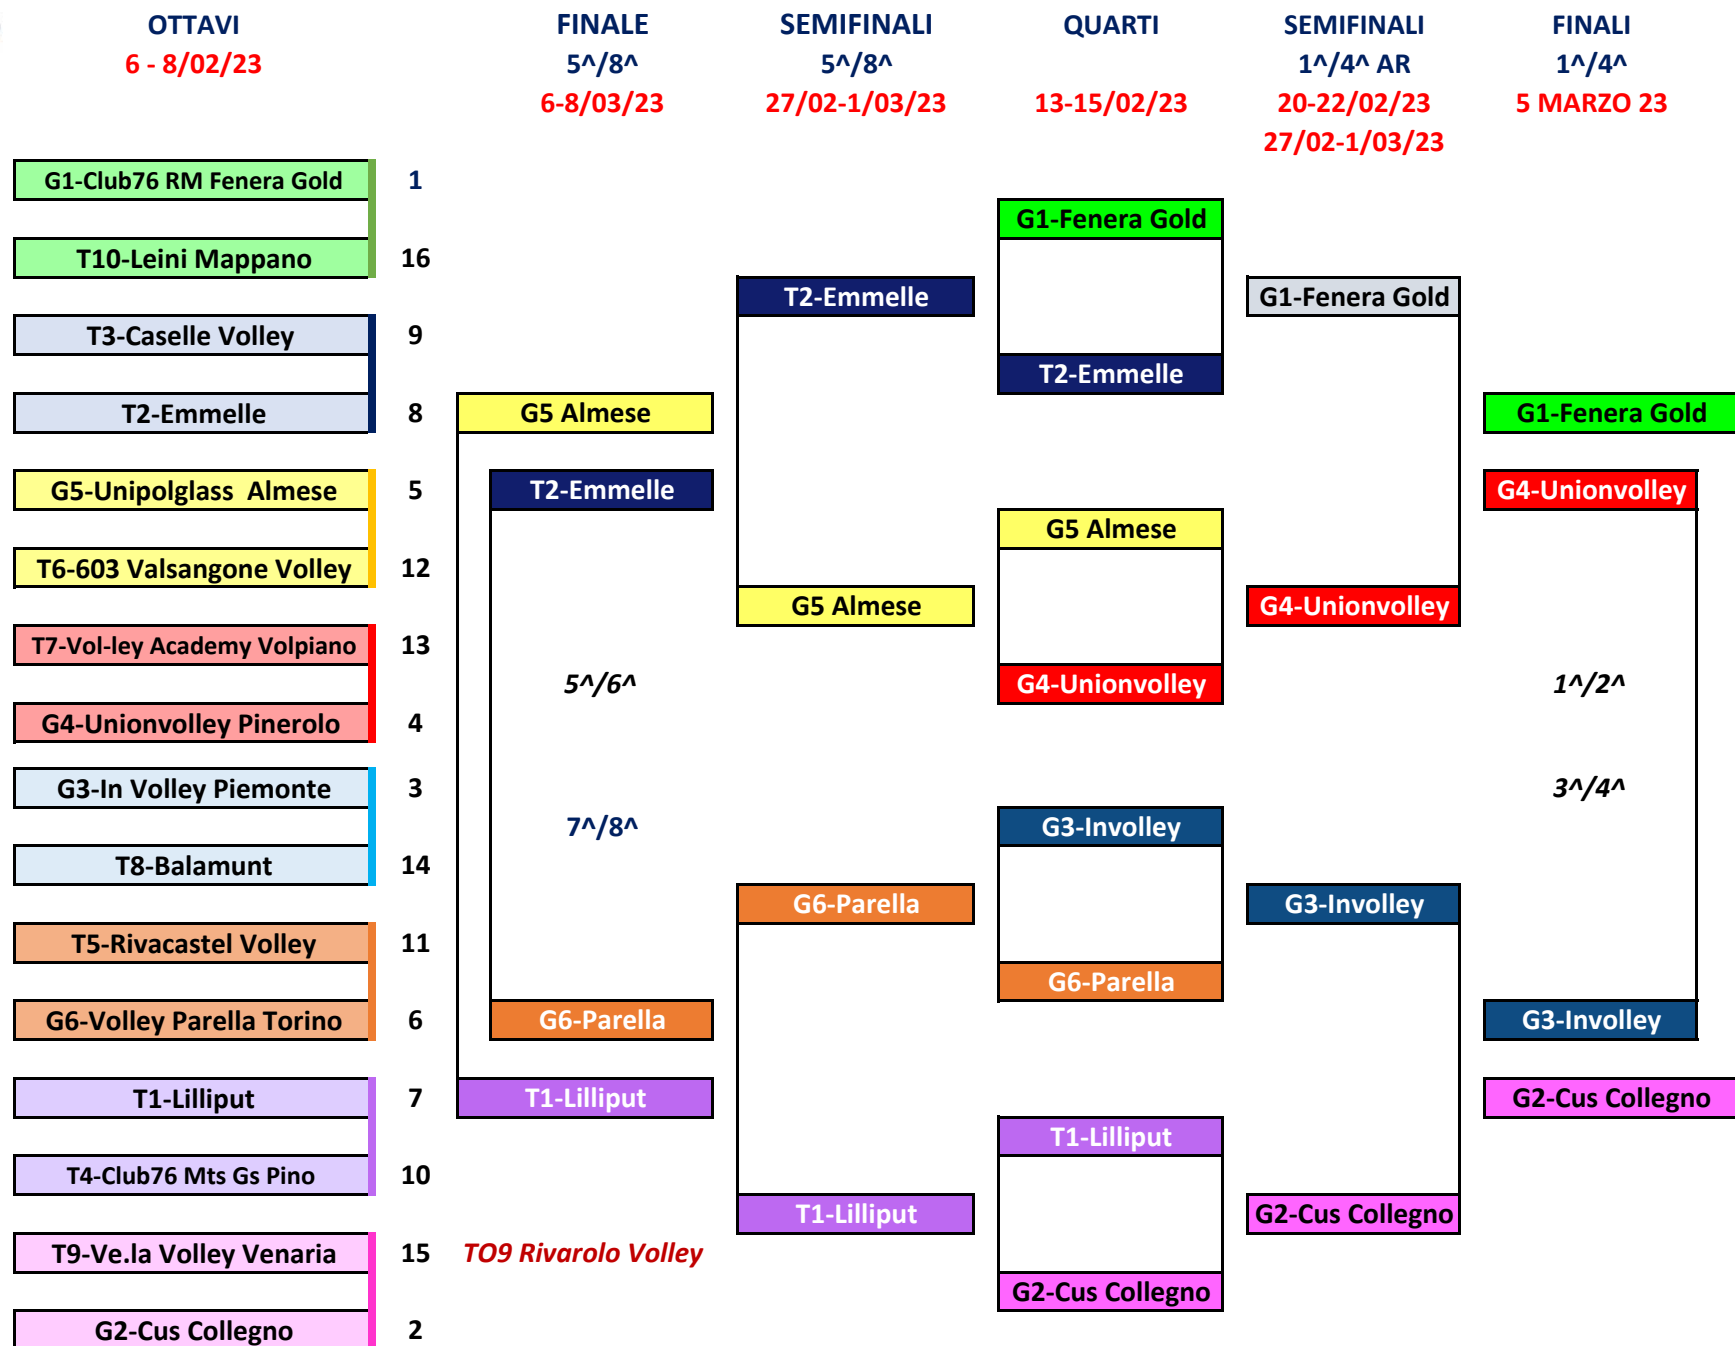 OTTAVI
6 - 8/02/23
FINALE
5^/8^
6-8/03/23
SEMIFINALI
5^/8^
27/02-1/03/23
QUARTI
13-15/02/23
SEMIFINALI
1^/4^ AR
20-22/02/23
27/02-1/03/23
FINALI
1^/4^
5 MARZO 23
G1-Club76 RM Fenera Gold 1
T10-Leini Mappano 16
T3-Caselle Volley 9
T2-Emmelle 8
G5-Unipolglass  Almese 5
T6-603 Valsangone Volley 12
T7-Vol-ley Academy Volpiano 13
G4-Unionvolley Pinerolo 4
G3-In Volley Piemonte 3
T8-Balamunt 14
T5-Rivacastel Volley 11
G6-Volley Parella Torino 6
T1-Lilliput 7
T4-Club76 Mts Gs Pino 10
T9-Ve.la Volley Venaria 15 TO9 Rivarolo Volley
G2-Cus Collegno 2
G5 Almese
T2-Emmelle
5^/6^
7^/8^
G6-Parella
T1-Lilliput
T2-Emmelle
G5 Almese
G6-Parella
T1-Lilliput
G1-Fenera Gold
T2-Emmelle
G5 Almese
G4-Unionvolley
G3-Involley
G6-Parella
T1-Lilliput
G2-Cus Collegno
G1-Fenera Gold
G4-Unionvolley
G3-Involley
G2-Cus Collegno
G1-Fenera Gold
G4-Unionvolley
1^/2^
3^/4^
G3-Involley
G2-Cus Collegno